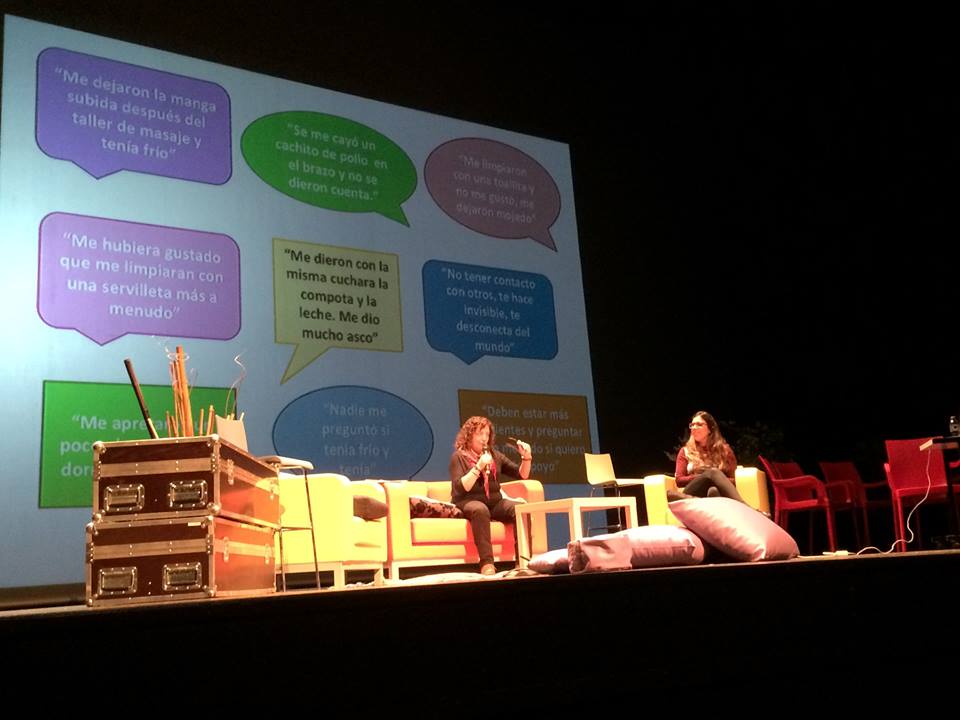 "Me dejaron la manga
subida después del
taller de masaje y
tenía frío"
"Se me cayó un
cachito de pollo en
el brazo y no se
dieron cuenta."
"Me limpiaron
con una toallita y
no me gustó, me
dejaron mojado"
"Me hubiera gustado
que me limpiaran con
una servilleta más a
menudo"
"Me dieron con la
misma cuchara la
compota y la
leche. Me dio
mucho asco"
"No tener contacto
con otros, te hace
invisible, te
desconecta del
mundo"
"Me
poc
dor
"Nadie me
preguntó si
tenía frío y
tenía"
"Deben estar más
y preguntar
si quiero